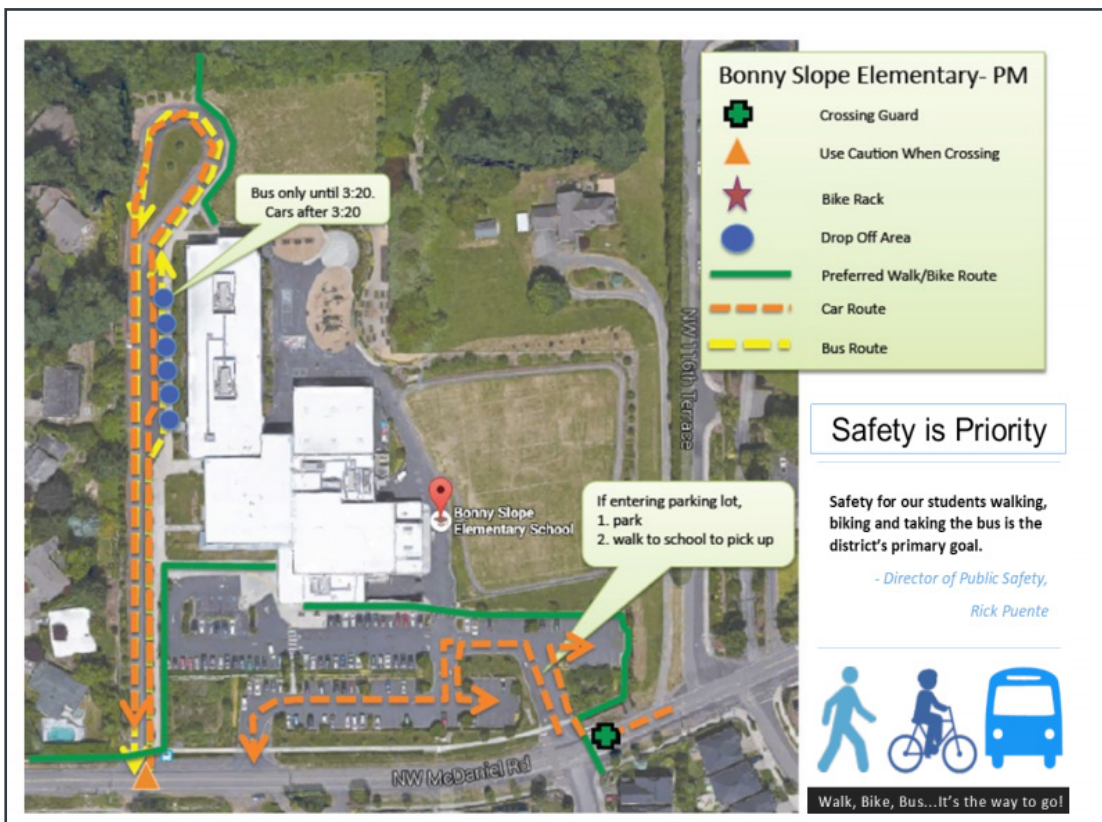 Bonny Slope Elementary- PM
Crossing Guard
Use Caution When Crossing
Bike Rack
Drop Off Area
Preferred Walk/Bike Route
Car Route
Bus Route
Bus only until 3:20.
Cars after 3:20
NW 116th Terrace
Safety is Priority
If entering parking lot,
1. park
2. walk to school to pick up
Bonny Slope
Elementary School
Safety for our students walking,
biking and taking the bus is the
district’s primary goal.
- Director of Public Safety,
Rick Puente
NW McDaniel Rd
Walk, Bike, Bus...It's the way to go!